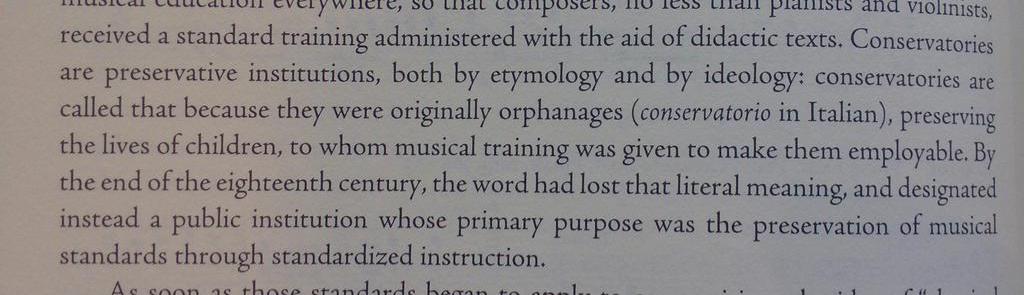 musical education everywhere, so that composers, no less than pianists and violinists,
received a standard training administered with the aid of didactic texts. Conservatories
are preservative institutions, both by etymology and by ideology: conservatories are
called that because they were originally orphanages (conservatorio in Italian), preserving
the lives of children, to whom musical training was given to make them employable. By
the end of the eighteenth century, the word had lost that literal meaning, and designated
instead a public institution whose primary purpose was the preservation of musical
standards through standardized instruction.
As soon as those standards began to apply to